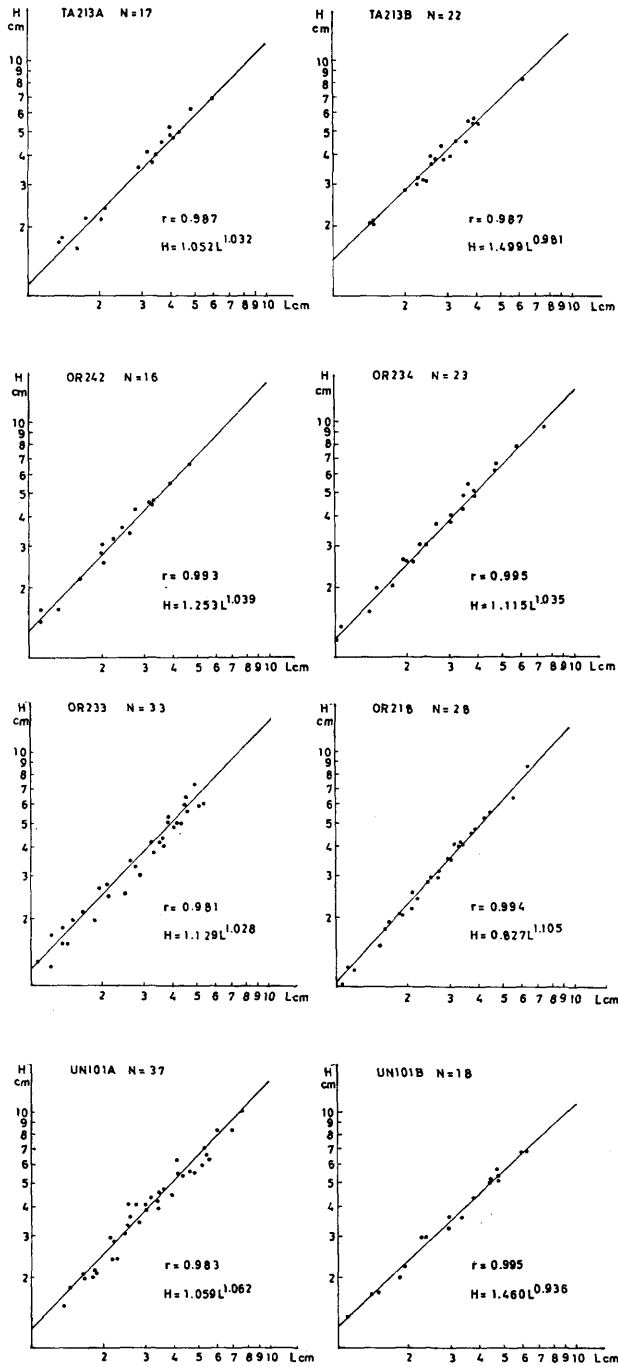 H TA213A N=17
cm
10
9
8
7
6
5
4
3
2
r=0.987
H=1.052L1.032
2 3 4 5 6 7 8 9 10 Lcm
H TA213B N=22
cm
10
9
8
7
6
5
4
3
2
r=0.987
H=1.499L0.981
2 3 4 5 6 7 8 9 10 Lcm
H OR242 N=16
cm
10
9
8
7
6
5
4
3
2
r=0.993
H=1.253L1.039
2 3 4 5 6 7 8 9 10 Lcm
H OR234 N=23
cm
10
9
8
7
6
5
4
3
2
r=0.995
H=1.115L1.035
2 3 4 5 6 7 8 9 10 Lcm
H OR233 N=33
cm
10
9
8
7
6
5
4
3
2
r=0.981
H=1.129L1.028
2 3 4 5 6 7 8 9 10 Lcm
H OR218 N=28
cm
10
9
8
7
6
5
4
3
2
r=0.994
H=0.827L1.105
2 3 4 5 6 7 8 9 10 Lcm
H UN101A N=37
cm
10
9
8
7
6
5
4
3
2
r=0.983
H=1.059L1.062
2 3 4 5 6 7 8 9 10 Lcm
H UN101B N=18
cm
10
9
8
7
6
5
4
3
2
r=0.995
H=1.460L0.936
2 3 4 5 6 7 8 9 10 Lcm